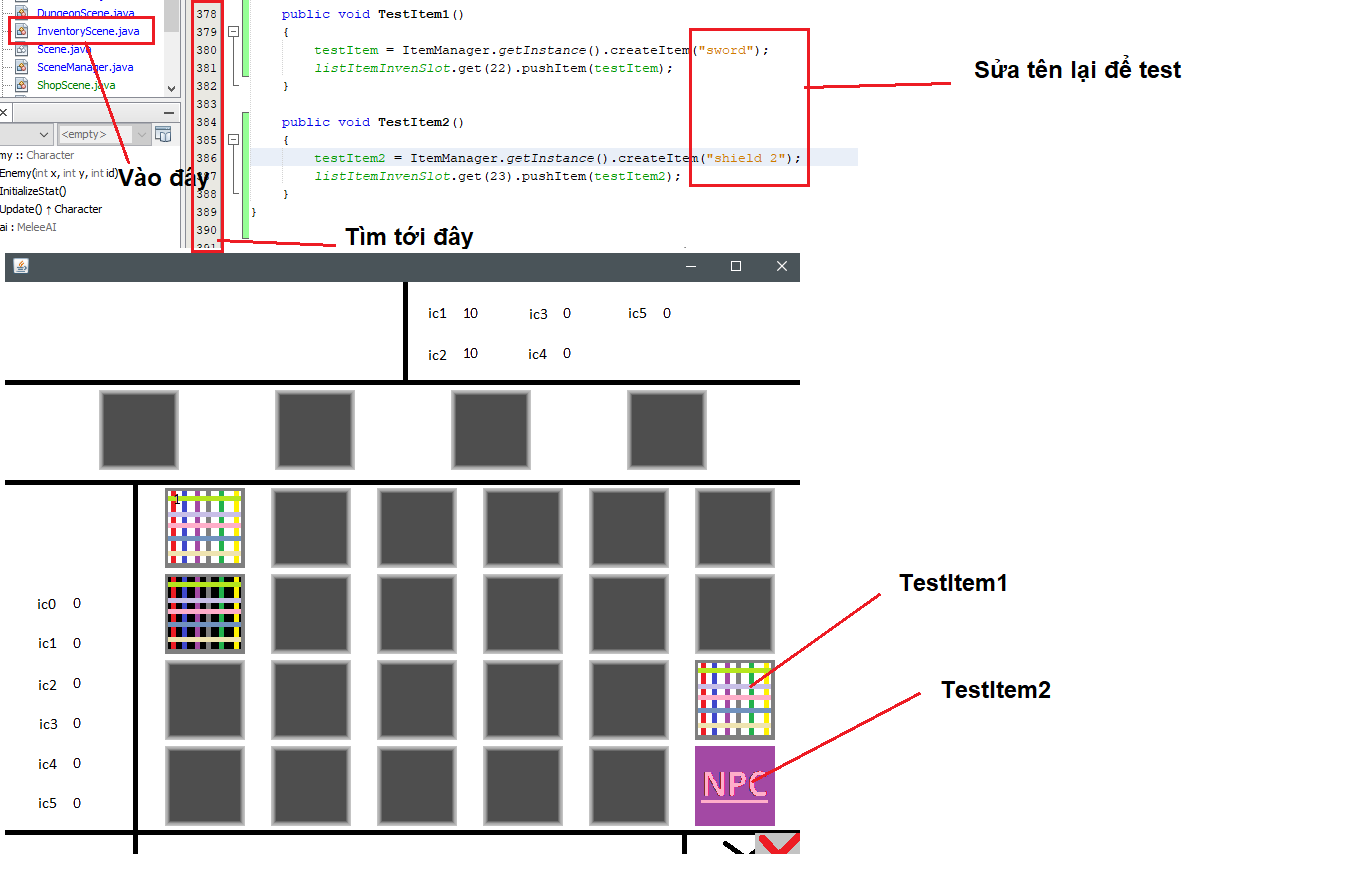 DungeonScene.java
InventoryScene.java
Scene.java
SceneManager.java
ShopScene.java
<empty>
my :: Character
Enemy(int x, int y, int id)
InitializeStat()
Update() ↑ Character
ai : MeleeAI
Vào đây
378 public void TestItem1()
379 {
380 testItem = ItemManager.getInstance().createItem("sword");
381 listItemInvenSlot.get(22).pushItem(testItem);
382 }
383
384 public void TestItem2()
385 {
386 testItem2 = ItemManager.getInstance().createItem("shield 2");
387 listItemInvenSlot.get(23).pushItem(testItem2);
388 }
389 }
390
391
Sửa tên lại để test
Tìm tới đây
ic1 10 ic3 0 ic5 0
ic2 10 ic4 0
1
ic0 0
ic1 0
ic2 0
ic3 0
ic4 0
ic5 0
TestItem1
TestItem2
NPC